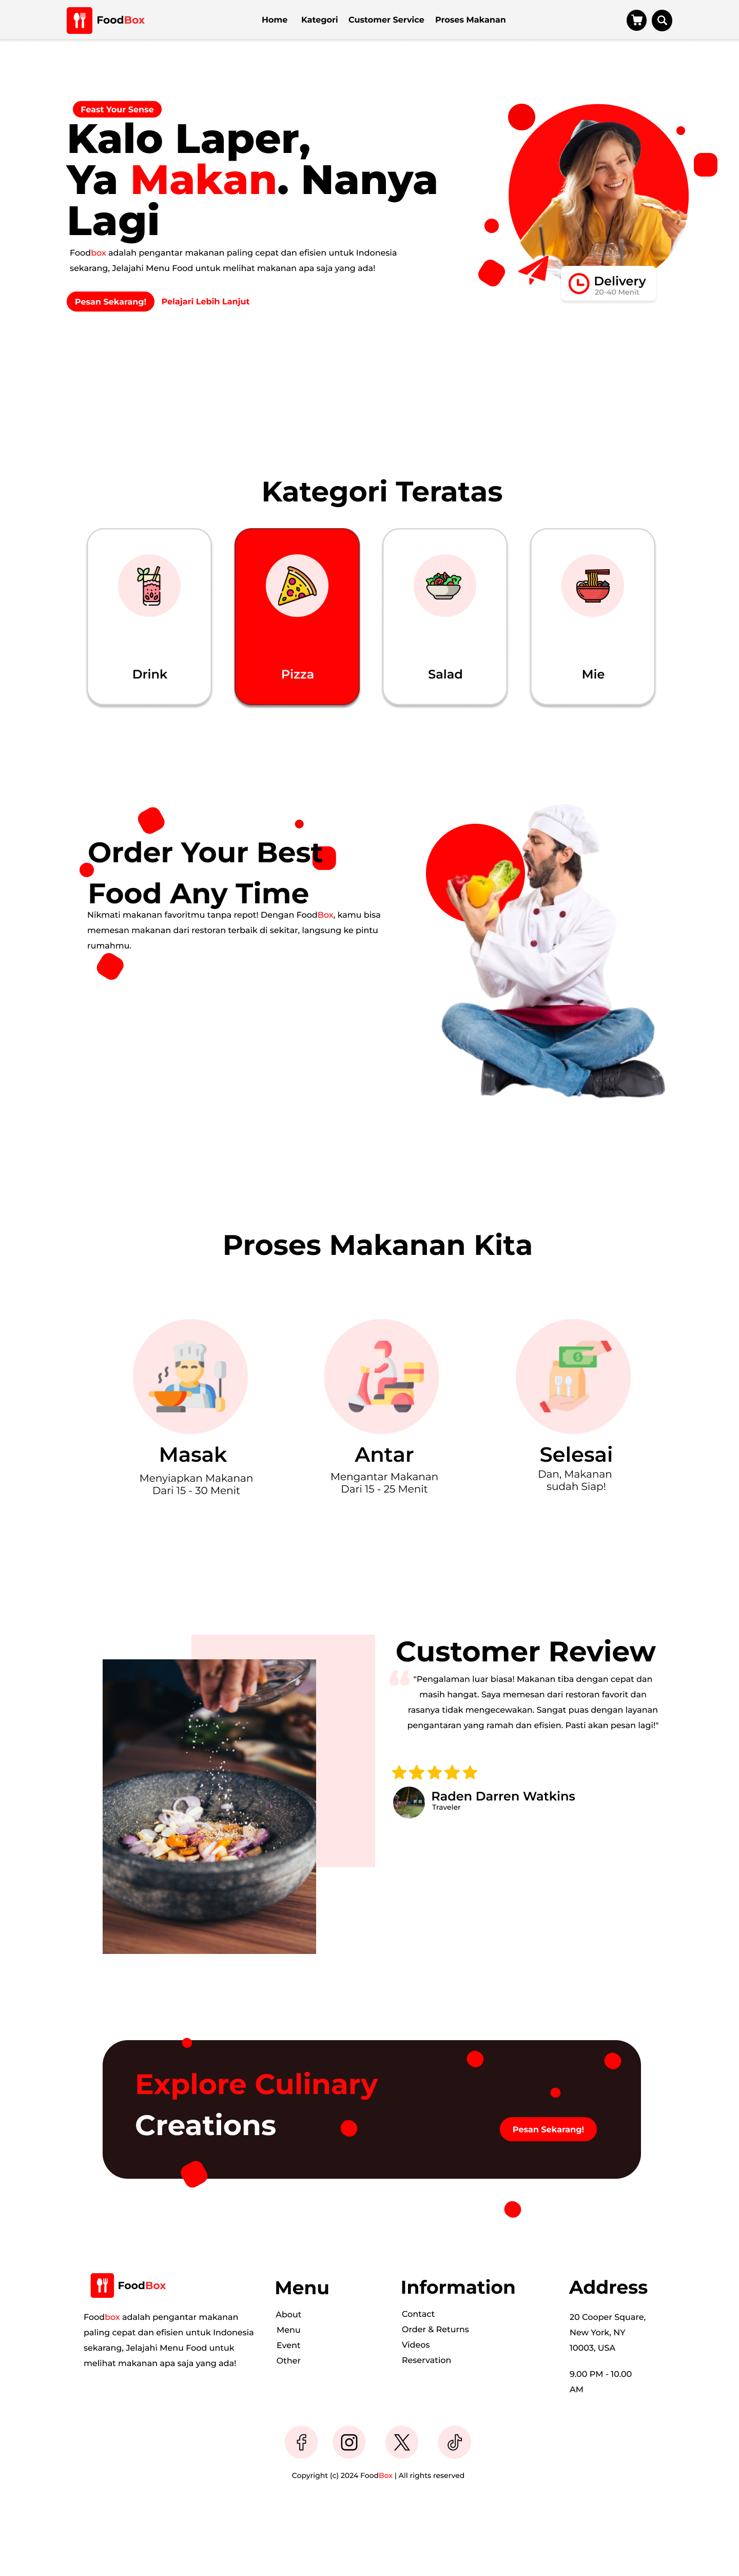 FoodBox
Home Kategori Customer Service Proses Makanan
Feast Your Sense
Kalo Laper,
Ya Makan. Nanya
Lagi
Foodbox adalah pengantar makanan paling cepat dan efisien untuk Indonesia
sekarang, Jelajahi Menu Food untuk melihat makanan apa saja yang ada!
Pesan Sekarang! Pelajari Lebih Lanjut
Delivery
20-40 Menit
Kategori Teratas
Drink
Pizza
Salad
Mie
Order Your Best
Food Any Time
Nikmati makanan favoritmu tanpa repot! Dengan FoodBox, kamu bisa
memesan makanan dari restoran terbaik di sekitar, langsung ke pintu
rumahmu.
Proses Makanan Kita
Masak
Menyiapkan Makanan
Dari 15 - 30 Menit
Antar
Mengantar Makanan
Dari 15 - 25 Menit
Selesai
Dan, Makanan
sudah Siap!
Customer Review
"Pengalaman luar biasa! Makanan tiba dengan cepat dan
masih hangat. Saya memesan dari restoran favorit dan
rasanya tidak mengecewakan. Sangat puas dengan layanan
pengantaran yang ramah dan efisien. Pasti akan pesan lagi!"
Raden Darren Watkins
Traveler
Explore Culinary
Creations
Pesan Sekarang!
FoodBox
Foodbox adalah pengantar makanan
paling cepat dan efisien untuk Indonesia
sekarang, Jelajahi Menu Food untuk
melihat makanan apa saja yang ada!
Menu
About
Menu
Event
Other
Information
Contact
Order & Returns
Videos
Reservation
Address
20 Cooper Square,
New York, NY
10003, USA
9.00 PM - 10.00
AM
Copyright (c) 2024 FoodBox | All rights reserved